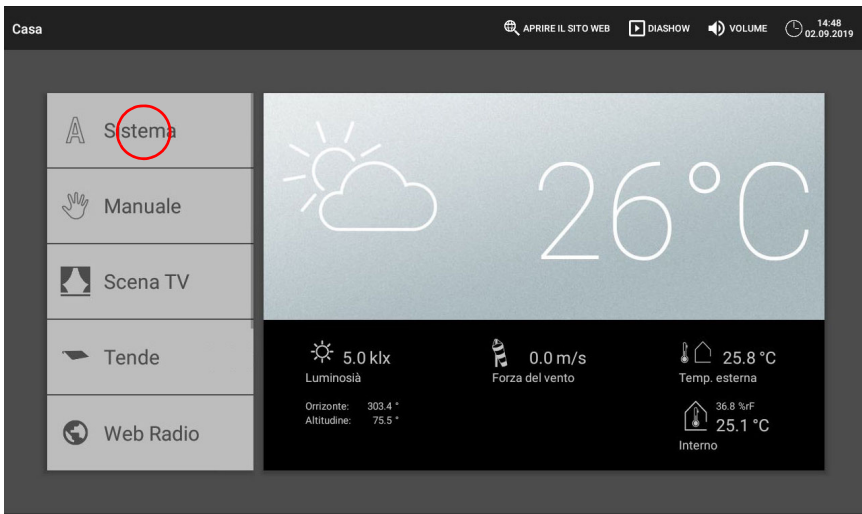 Casa
APRIRE IL SITO WEB
DIASHOW
VOLUME
14:48
02.09.2019
Sistema
Manuale
Scena TV
Tende
Web Radio
26°C
5.0 klx
Luminosià
Orrizonte: 303.4 °
Altitudine: 75.5 °
0.0 m/s
Forza del vento
25.8 °C
Temp. esterna
36.8 %rF
25.1 °C
Interno